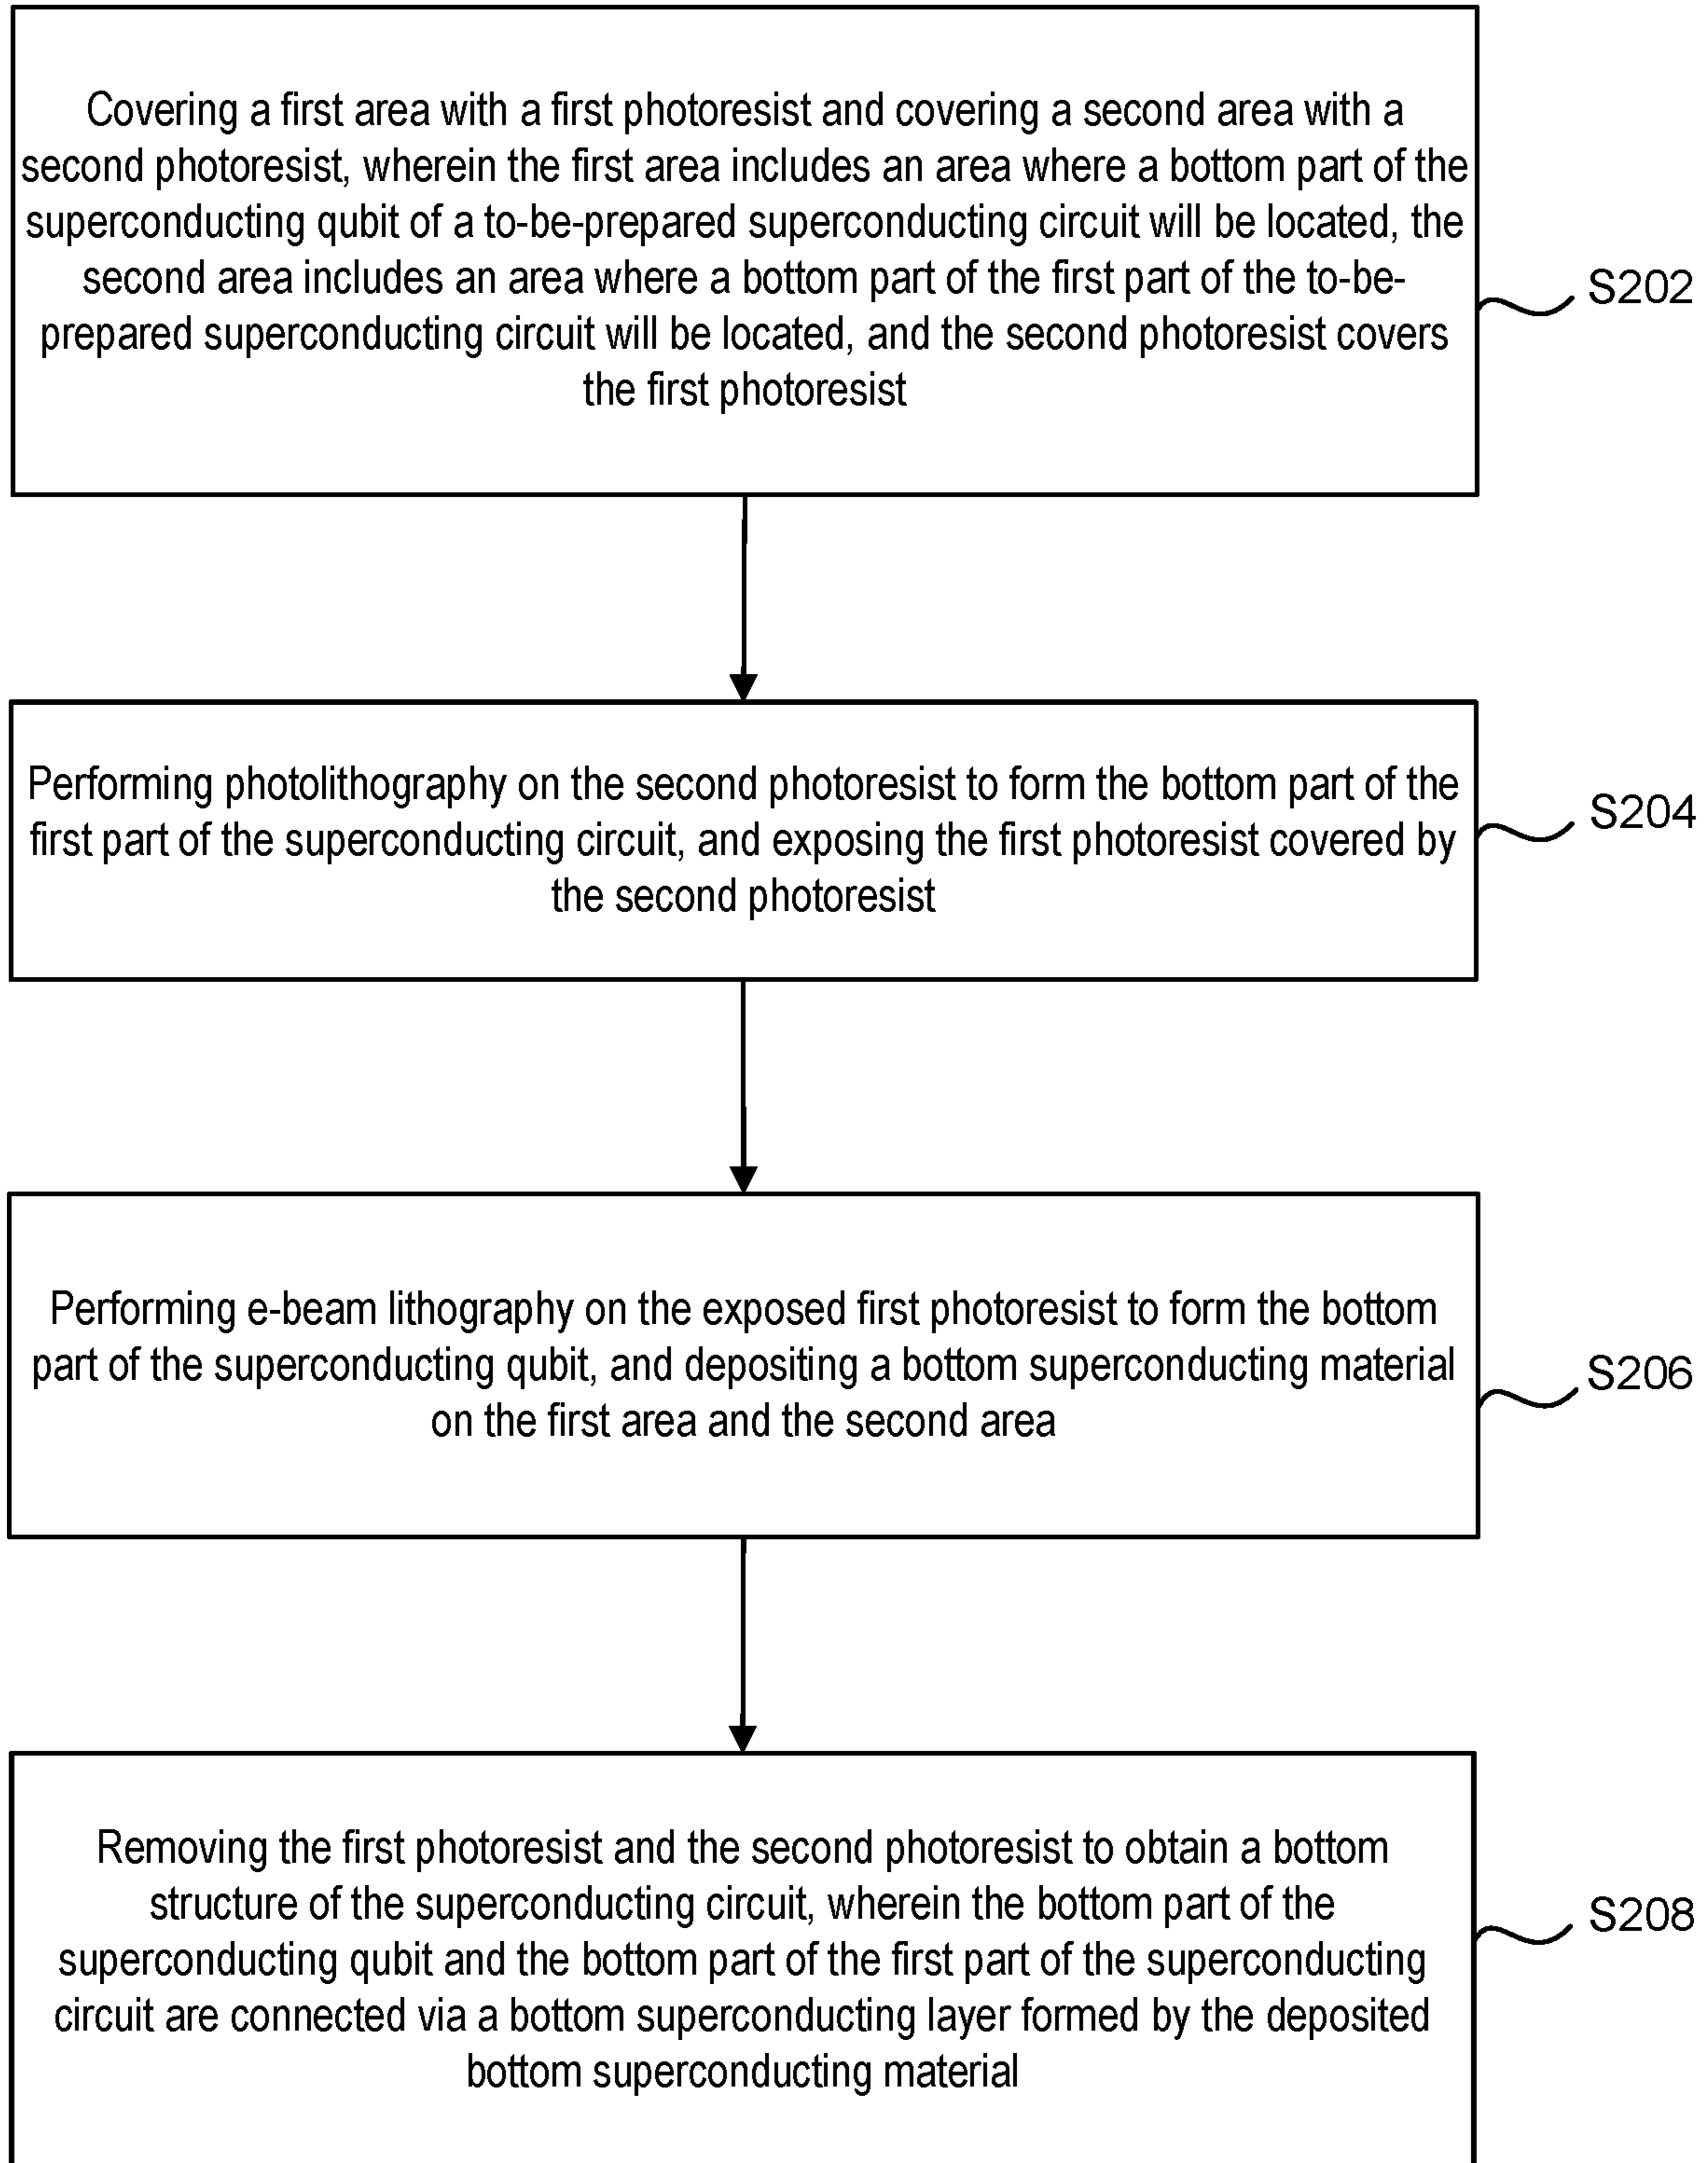 Covering a first area with a first photoresist and covering a second area with a
second photoresist, wherein the first area includes an area where a bottom part of the
superconducting qubit of a to-be-prepared superconducting circuit will be located, the
second area includes an area where a bottom part of the first part of the to-be-
prepared superconducting circuit will be located, and the second photoresist covers
the first photoresist
S202
Performing photolithography on the second photoresist to form the bottom part of the
first part of the superconducting circuit, and exposing the first photoresist covered by
the second photoresist
S204
Performing e-beam lithography on the exposed first photoresist to form the bottom
part of the superconducting qubit, and depositing a bottom superconducting material
on the first area and the second area
S206
Removing the first photoresist and the second photoresist to obtain a bottom
structure of the superconducting circuit, wherein the bottom part of the
superconducting qubit and the bottom part of the first part of the superconducting
circuit are connected via a bottom superconducting layer formed by the deposited
bottom superconducting material
S208